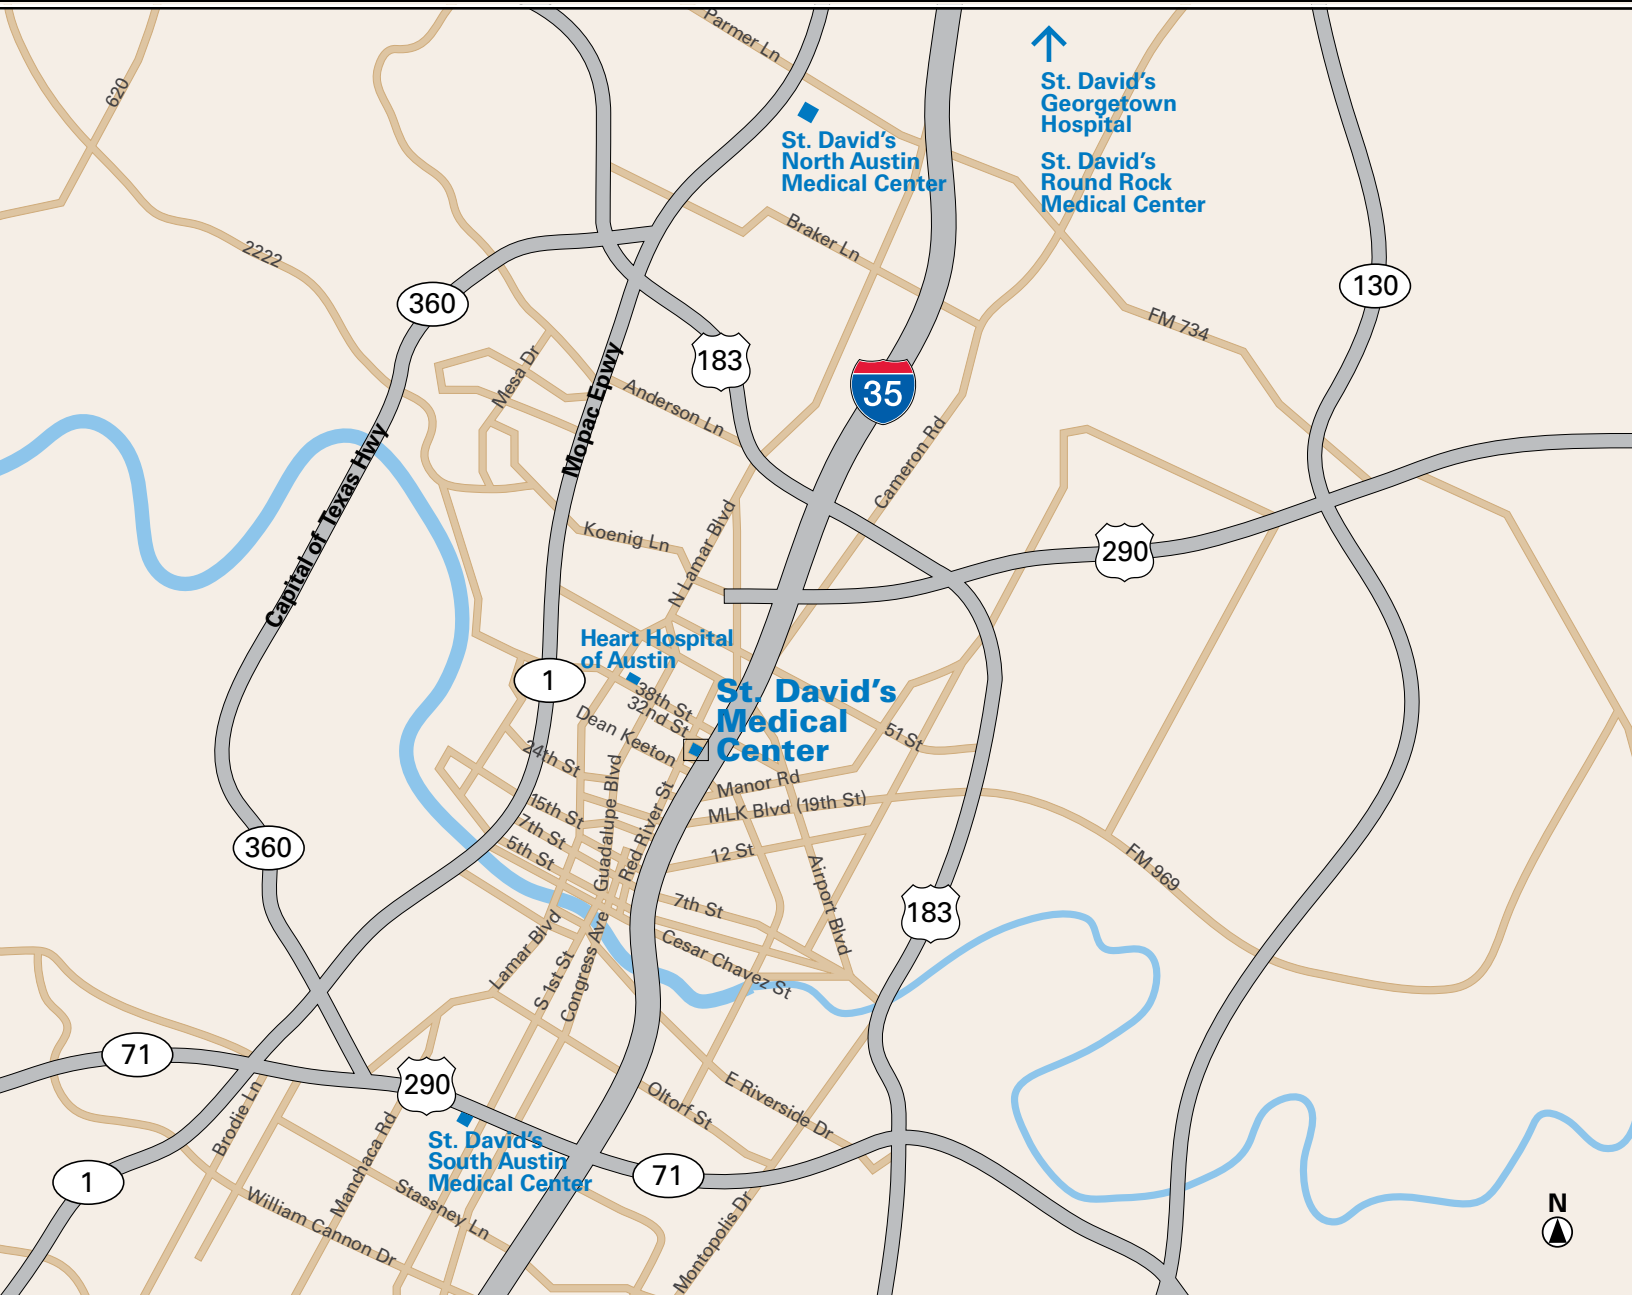 Parmer Ln
620
St. David's
Georgetown
Hospital
St. David's
Round Rock
Medical Center
St. David's
North Austin
Medical Center
2222
Braker Ln
360
130
FM 734
183
35
Mesa Dr
Mopac Epwy
Anderson Ln
Cameron Rd
Capital of Texas Hwy
Koenig Ln
N Lamar Blvd
290
Heart Hospital
of Austin
1
38th St
32nd St
St. David's
Medical
Center
Dean Keeton
51 St
24th St
Manor Rd
MLK Blvd (19th St)
15th St
7th St
5th St
Guadalupe Blvd
Red River St
12 St
360
Airport Blvd
FM 969
7th St
183
Cesar Chavez St
Lamar Blvd
S 1st St
Congress Ave
71
290
Oltorf St
E Riverside Dr
Brodie Ln
Manchaca Rd
St. David's
South Austin
Medical Center
71
1
Stassney Ln
William Cannon Dr
Montopolis Dr
N